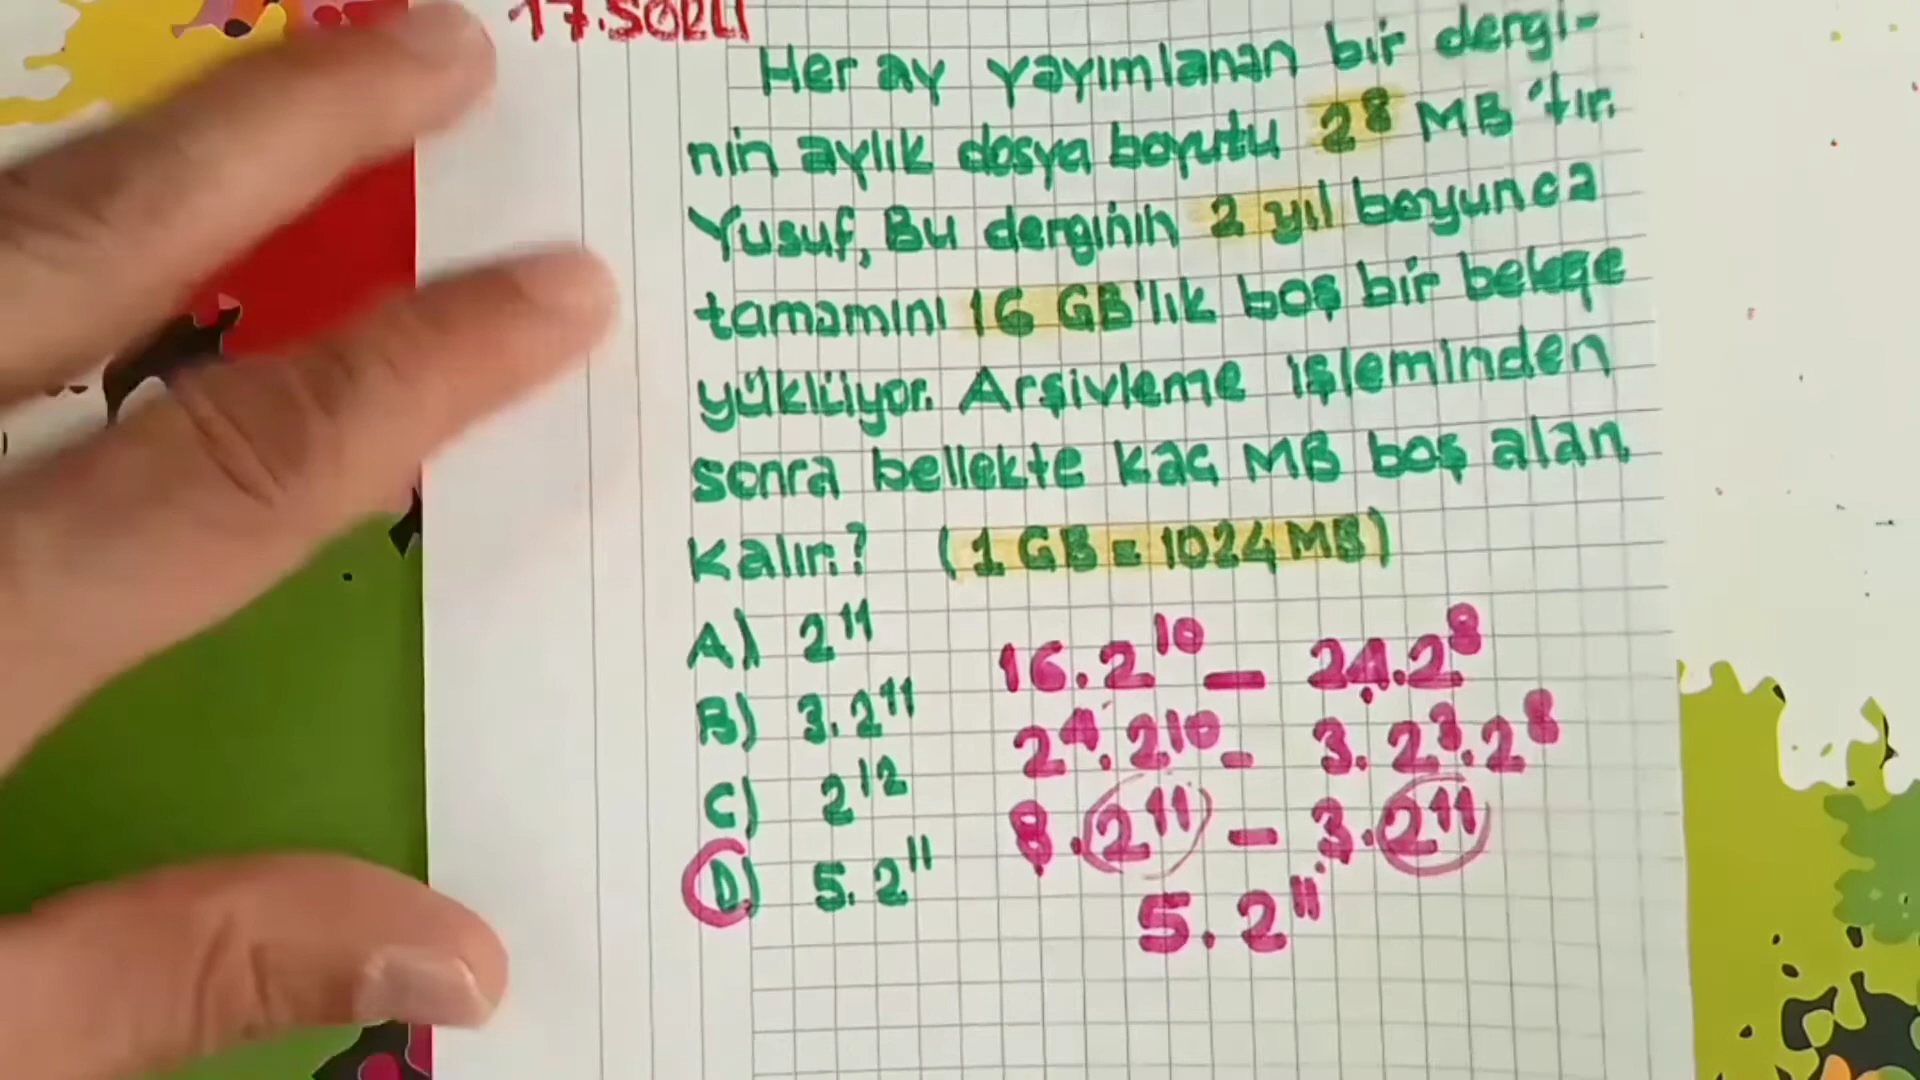 17.SORU
Her ay yayımlanan bir dergi-
nin aylık dosya boyutu 2⁸ MB'tır.
Yusuf, Bu derginin 2 yıl boyunca
tamamını 16 GB'lık boş bir beleğe
yüklüyor. Arşivleme işleminden
sonra bellekte kaç MB boş alan
kalır.? (1 GB = 1024 MB)
A) 2¹¹
B) 3.2¹¹
C) 2¹²
D) 5.2¹¹
16.2¹⁰ – 24.2⁸
2⁴.2¹⁰ – 3.2³.2⁸
8.2¹¹ – 3.2¹¹
5.2¹¹